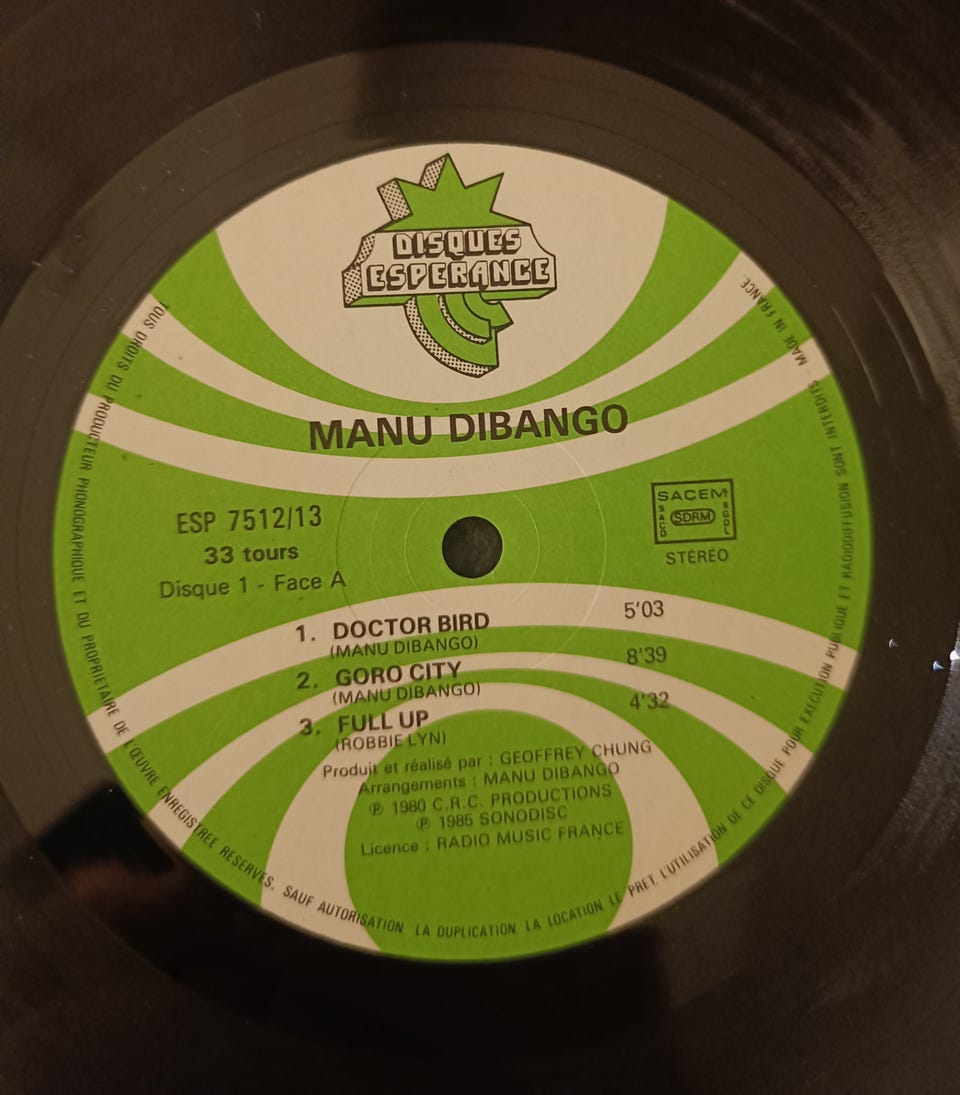 DISQUES
ESPERANCE
MANU DIBANGO
ESP 7512/13
33 tours
Disque 1 - Face A
SACEM
SACD
SDRM
SGDL
STÉRÉO
1. DOCTOR BIRD 5'03
(MANU DIBANGO)
2. GORO CITY 8'39
(MANU DIBANGO)
3. FULL UP 4'32
(ROBBIE LYN)
Produit et réalisé par : GEOFFREY CHUNG
Arrangements : MANU DIBANGO
℗ 1980 C.R.C. PRODUCTIONS
℗ 1985 SONODISC
Licence : RADIO MUSIC FRANCE
TOUS DROITS DU PRODUCTEUR PHONOGRAPHIQUE ET DU PROPRIETAIRE DE L'ŒUVRE ENREGISTREE RESERVES. SAUF AUTORISATION LA DUPLICATION, LA LOCATION, LE PRET, L'UTILISATION DE CE DISQUE POUR EXECUTION PUBLIQUE ET RADIODIFFUSION SONT INTERDITS. MADE IN FRANCE.